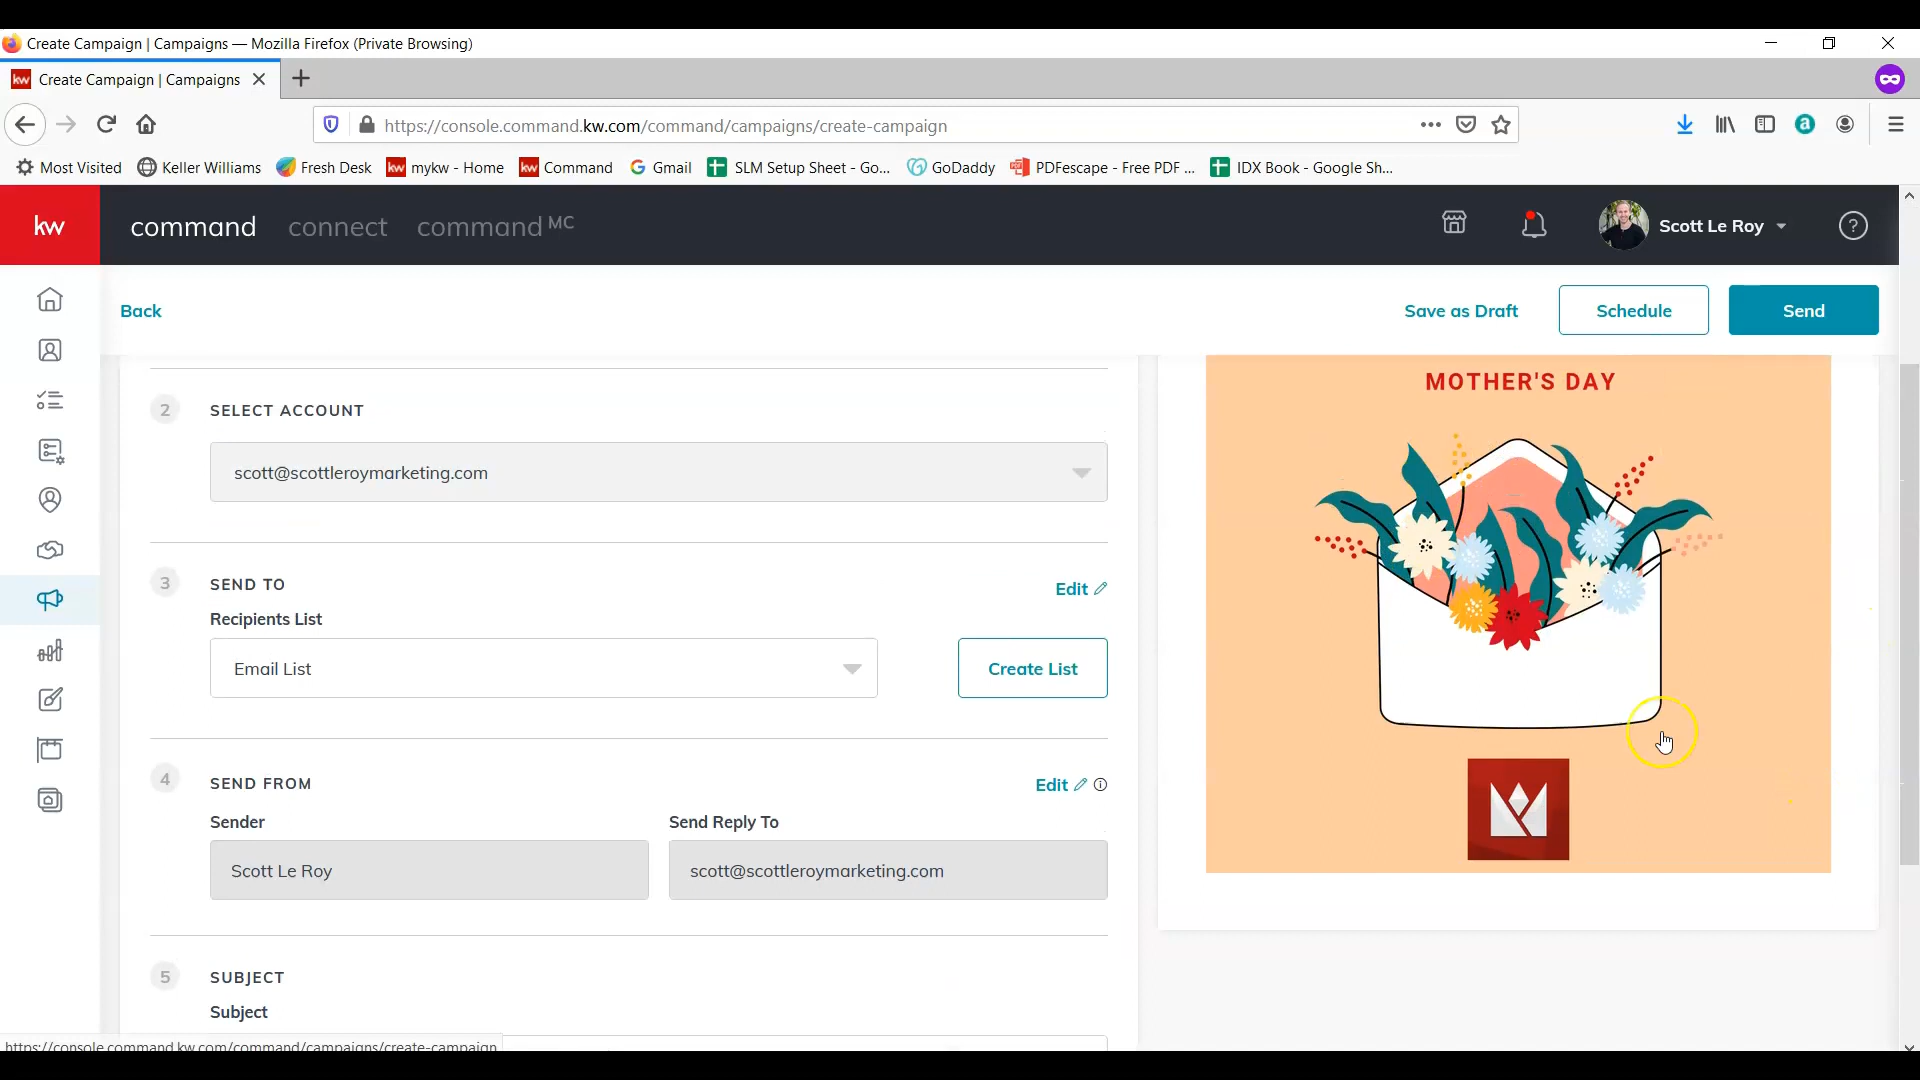 Create Campaign | Campaigns — Mozilla Firefox (Private Browsing)
kw Create Campaign | Campaigns
https://console.command.kw.com/command/campaigns/create-campaign
Most Visited Keller Williams Fresh Desk kw mykw - Home kw Command G Gmail SLM Setup Sheet - Go... GoDaddy PDF PDFescape - Free PDF ... IDX Book - Google Sh...
kw command connect command MC Scott Le Roy ?
Back Save as Draft Schedule Send
MOTHER'S DAY
2 SELECT ACCOUNT
scott@scottleroymarketing.com
3 SEND TO Edit
Recipients List
Email List Create List
4 SEND FROM Edit
Sender Send Reply To
Scott Le Roy scott@scottleroymarketing.com
5 SUBJECT
Subject
https://console.command.kw.com/command/campaigns/create-campaign